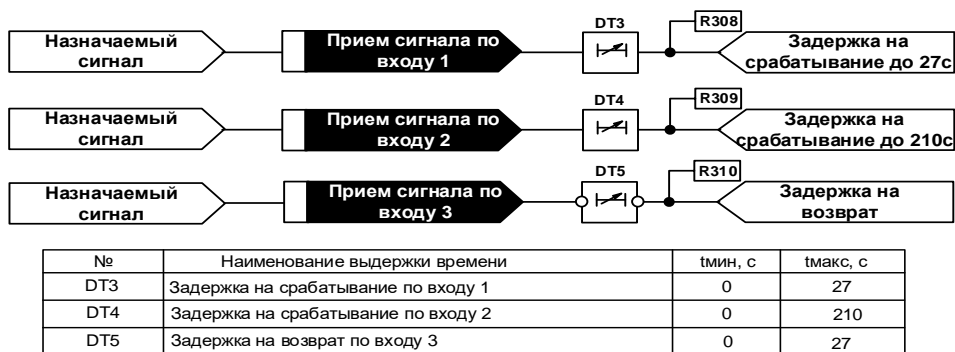 DT3
R308
Назначаемый
сигнал
Прием сигнала по
входу 1
Задержка на
срабатывание до 27с
DT4
R309
Назначаемый
сигнал
Прием сигнала по
входу 2
Задержка на
срабатывание до 210с
DT5
R310
Назначаемый
сигнал
Прием сигнала по
входу 3
Задержка на
возврат
№ Наименование выдержки времени tмин, с tмакс, с
DT3 Задержка на срабатывание по входу 1 0 27
DT4 Задержка на срабатывание по входу 2 0 210
DT5 Задержка на возврат по входу 3 0 27